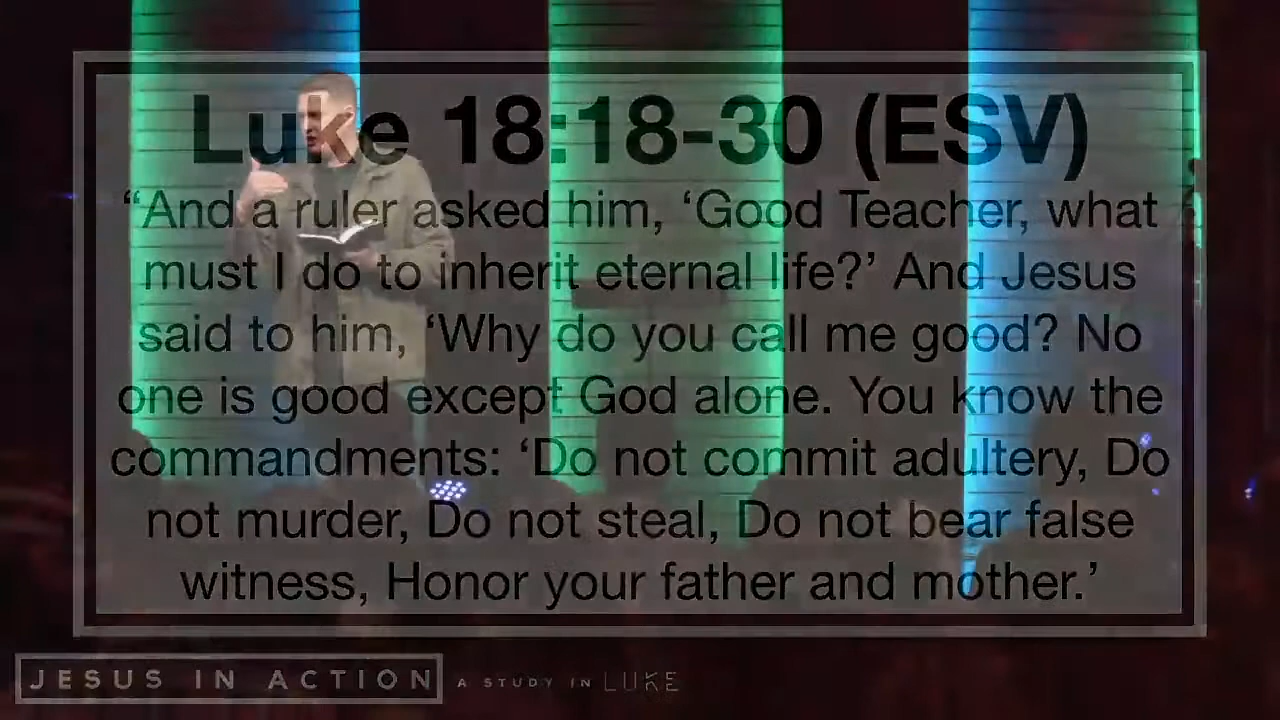 Luke 18:18-30 (ESV)
“And a ruler asked him, ‘Good Teacher, what
must I do to inherit eternal life?’ And Jesus
said to him, ‘Why do you call me good? No
one is good except God alone. You know the
commandments: ‘Do not commit adultery, Do
not murder, Do not steal, Do not bear false
witness, Honor your father and mother.’
JESUS IN ACTION A STUDY IN LUKE